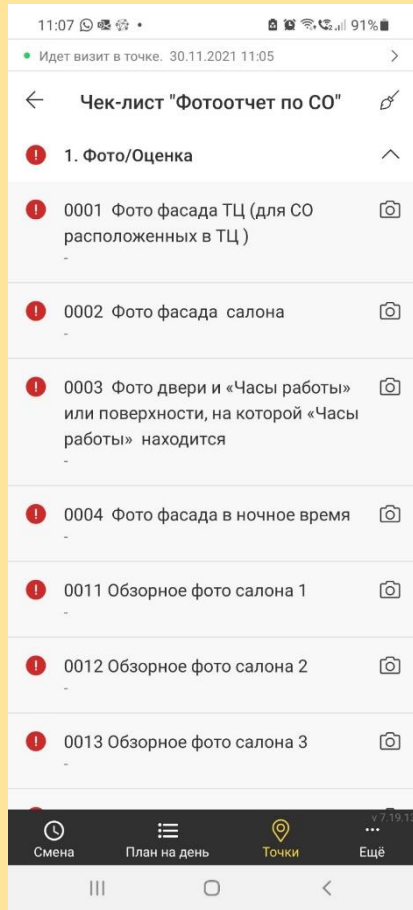 11:07
91%
Идет визит в точке. 30.11.2021 11:05
Чек-лист "Фотоотчет по СО"
1. Фото/Оценка
0001 Фото фасада ТЦ (для СО
расположенных в ТЦ )
-
0002 Фото фасада салона
-
0003 Фото двери и «Часы работы»
или поверхности, на которой «Часы
работы» находится
-
0004 Фото фасада в ночное время
-
0011 Обзорное фото салона 1
-
0012 Обзорное фото салона 2
-
0013 Обзорное фото салона 3
-
Смена План на день Точки Ещё